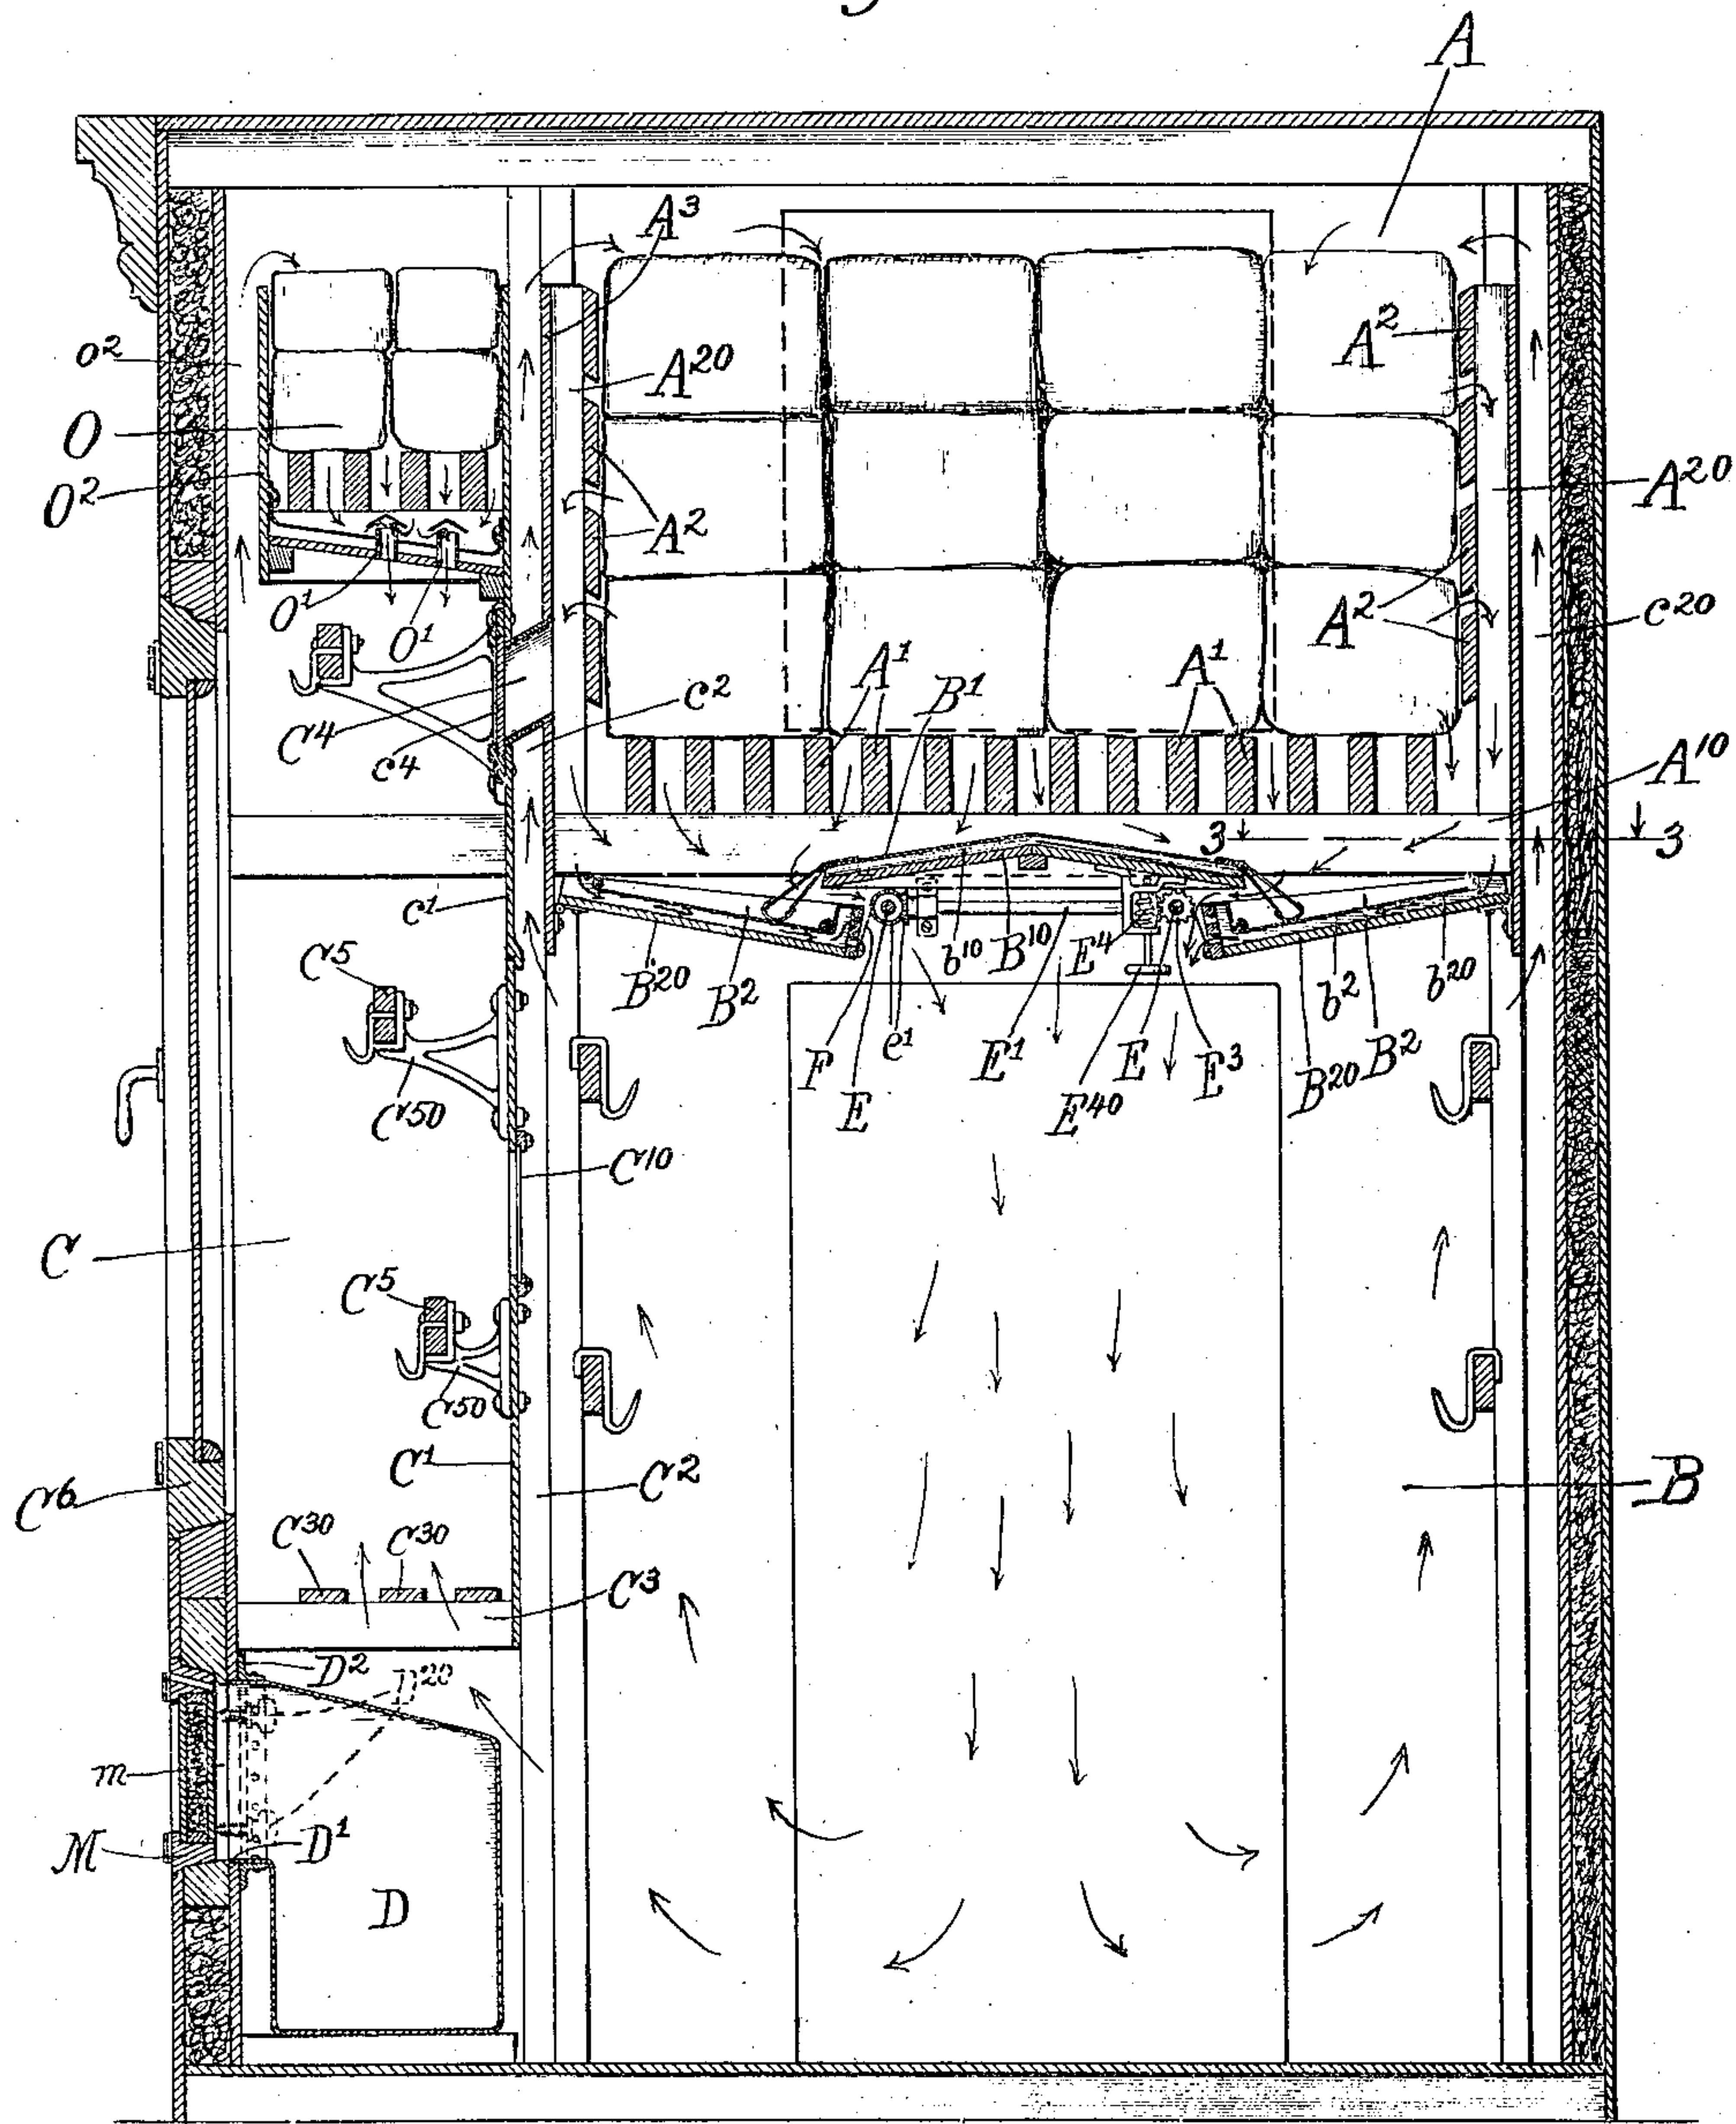 A
A³
o²
A²⁰
A²
O
O²
A²⁰
A²
A²
O¹
O¹
A¹
B¹
A¹
c²⁰
C⁴
c²
c⁴
A¹⁰
3
3
c¹
C⁵
B²⁰
B²
b¹⁰
B¹⁰
E⁴
b²
b²⁰
F
e¹
E¹
E
E³
B²⁰
B²
C⁵⁰
E
E⁴⁰
C¹⁰
C
C⁵
C⁵⁰
C¹
C²
B
C⁶
C³⁰
C³⁰
C³
D²
D²⁰
m
M
D¹
D